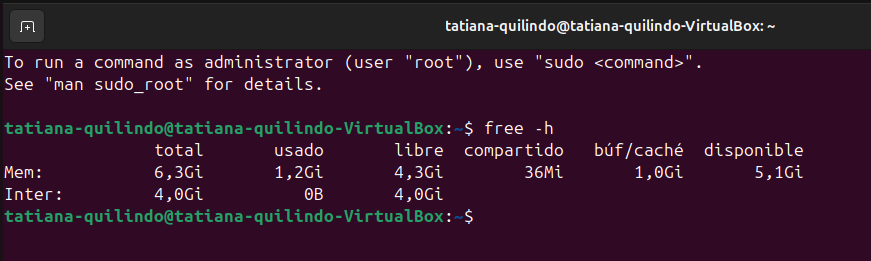 tatiana-quilindo@tatiana-quilindo-VirtualBox: ~
To run a command as administrator (user "root"), use "sudo <command>".
See "man sudo_root" for details.
tatiana-quilindo@tatiana-quilindo-VirtualBox:~$ free -h
total usado libre compartido búf/caché disponible
Mem: 6,3Gi 1,2Gi 4,3Gi 36Mi 1,0Gi 5,1Gi
Inter: 4,0Gi 0B 4,0Gi
tatiana-quilindo@tatiana-quilindo-VirtualBox:~$